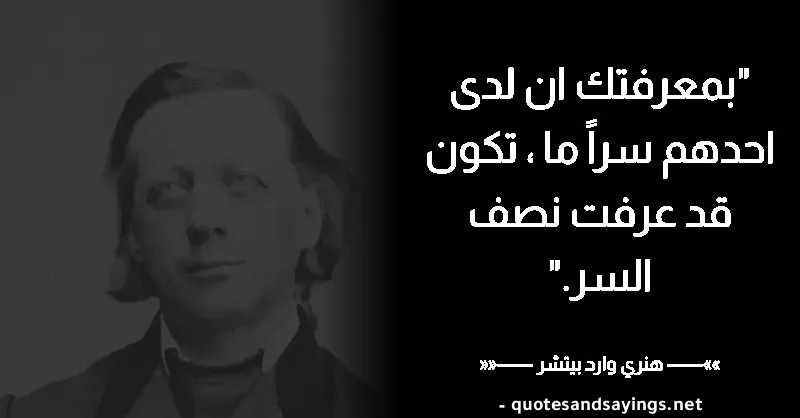 "بمعرفتك ان لدى
احدهم سراً ما ، تكون
قد عرفت نصف
السر."
»»—— هنري وارد بيتشر ——««
- quotesandsayings.net